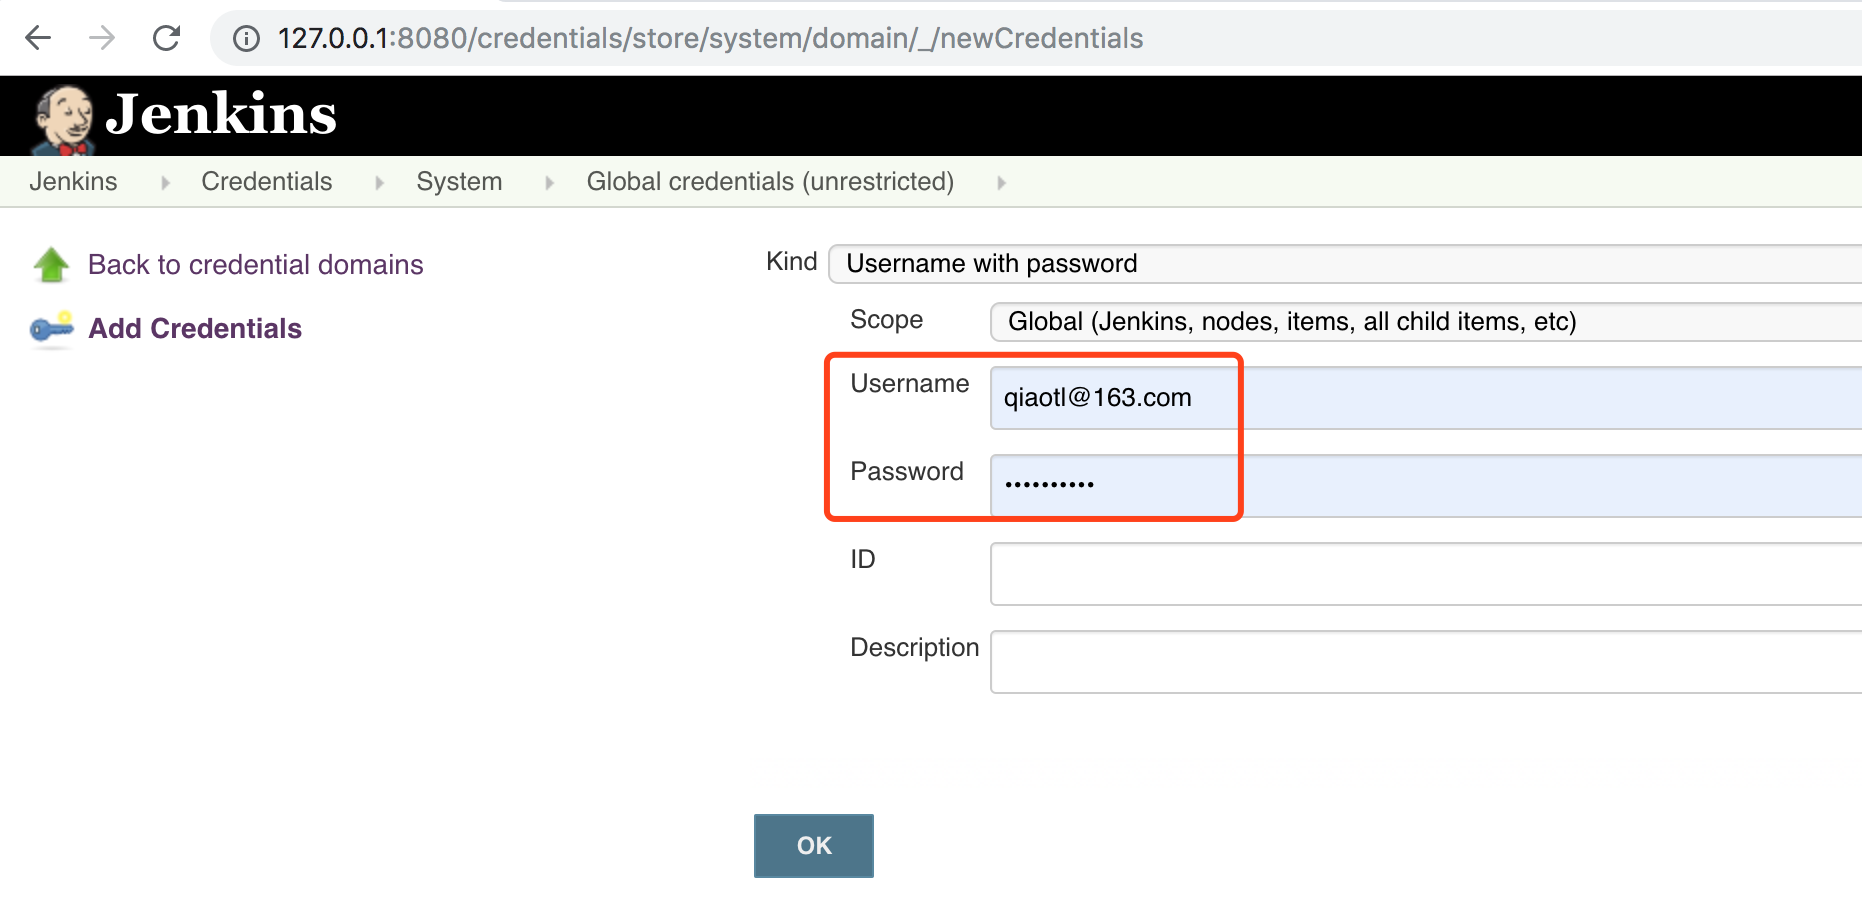 127.0.0.1:8080/credentials/store/system/domain/_/newCredentials
Jenkins
Jenkins Credentials System Global credentials (unrestricted)
Back to credential domains
Add Credentials
Kind Username with password
Scope Global (Jenkins, nodes, items, all child items, etc)
Username qiaotl@163.com
Password ••••••••••
ID
Description
OK